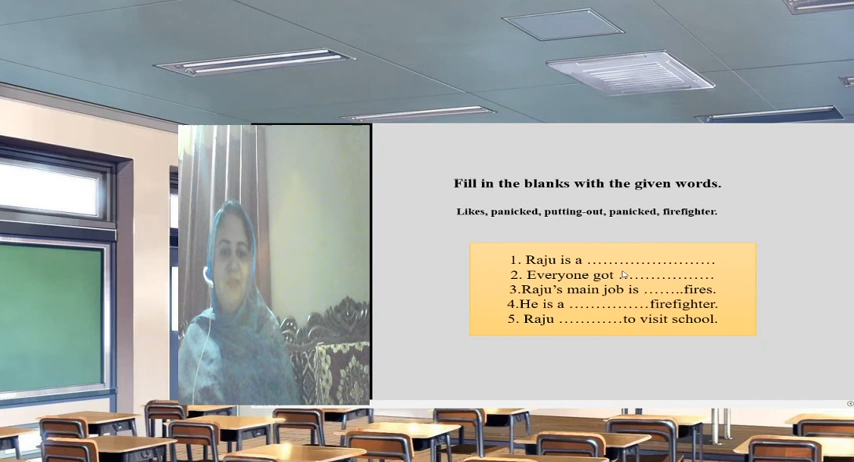 Fill in the blanks with the given words.
Likes, panicked, putting-out, panicked, firefighter.
1. Raju is a ........................
2. Everyone got ..................
3.Raju's main job is ........fires.
4.He is a ...............firefighter.
5. Raju ............to visit school.